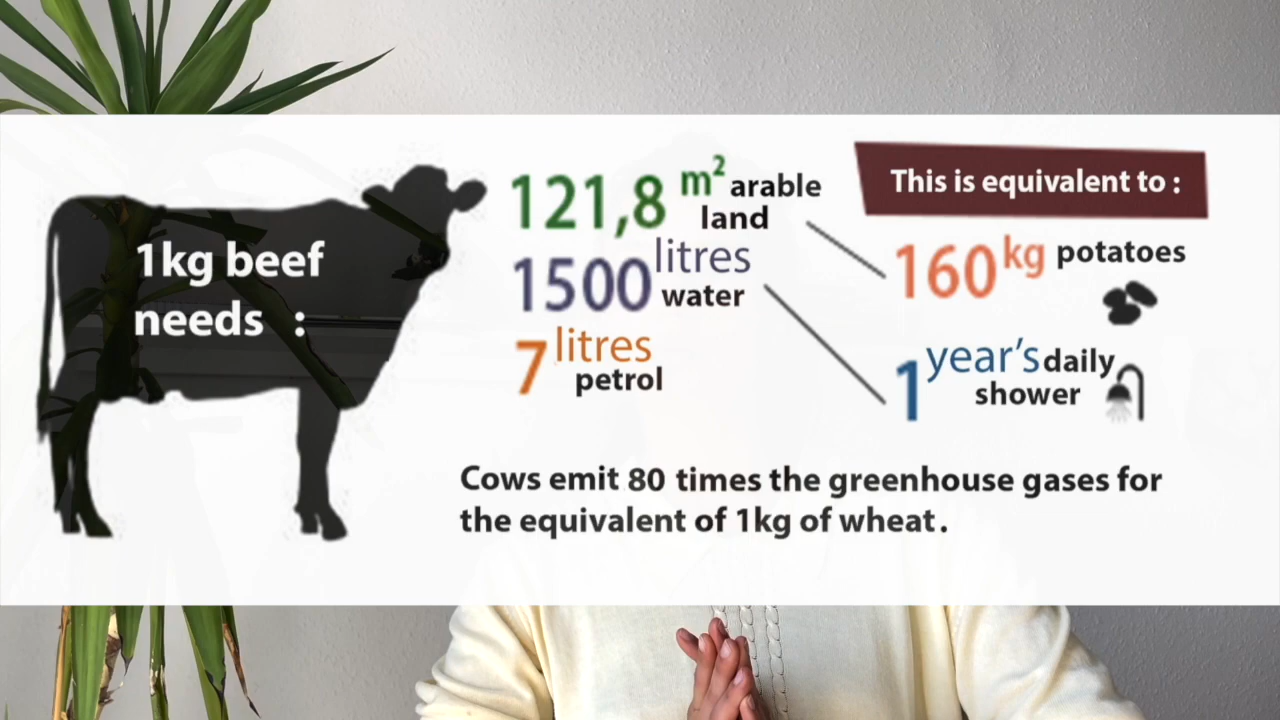 1kg beef
needs :
121,8 m² arable
land
1500 litres
water
7 litres
petrol
This is equivalent to :
160 kg potatoes
1 year's daily
shower
Cows emit 80 times the greenhouse gases for
the equivalent of 1kg of wheat.